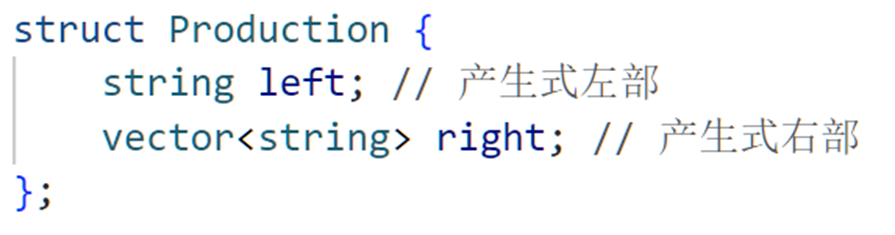 struct Production {
    string left; // 产生式左部
    vector<string> right; // 产生式右部
};